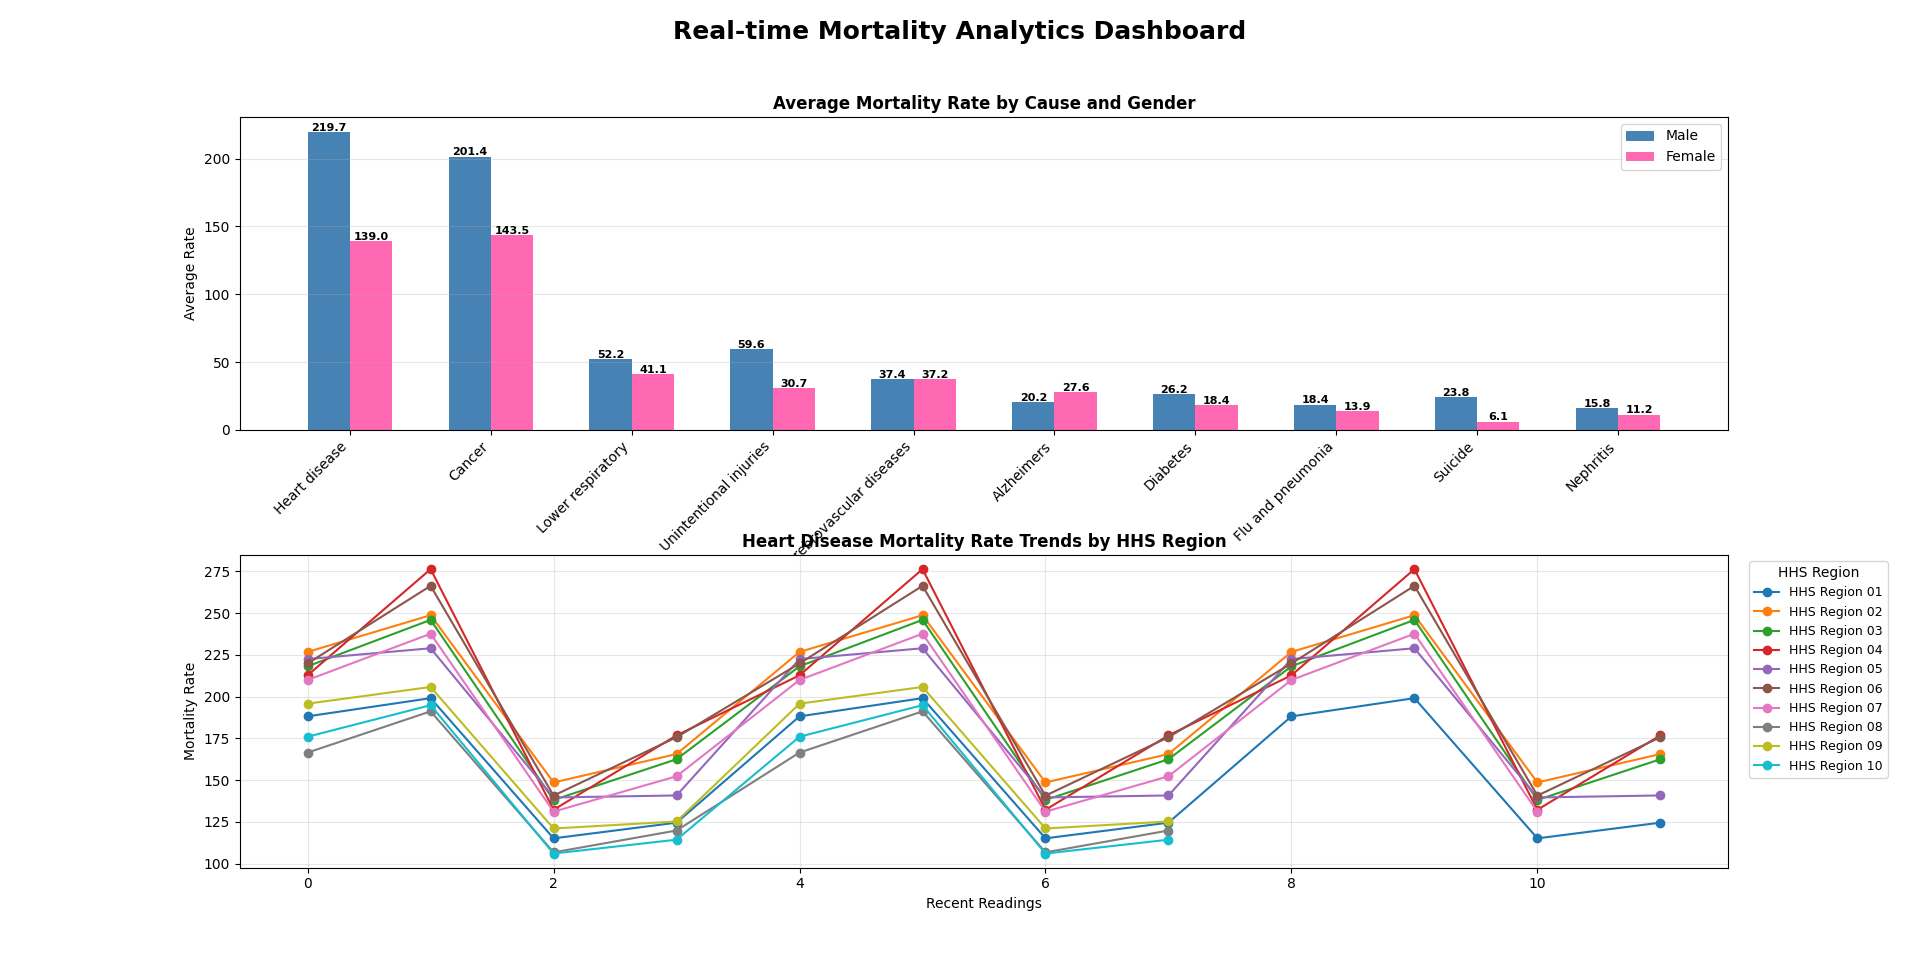 Real-time Mortality Analytics Dashboard
Average Mortality Rate by Cause and Gender
Average Rate
200
150
100
50
0
219.7
139.0
201.4
143.5
52.2
41.1
59.6
30.7
37.4
37.2
20.2
27.6
26.2
18.4
18.4
13.9
23.8
6.1
15.8
11.2
Male
Female
Heart disease
Cancer
Lower respiratory
Unintentional injuries
diseases
Alzheimers
Diabetes
Flu and pneumonia
Suicide
Nephritis
Heart Disease Mortality Rate Trends by HHS Region
Mortality Rate
275
250
225
200
175
150
125
100
0
2
4
6
8
10
Recent Readings
HHS Region
HHS Region 01
HHS Region 02
HHS Region 03
HHS Region 04
HHS Region 05
HHS Region 06
HHS Region 07
HHS Region 08
HHS Region 09
HHS Region 10